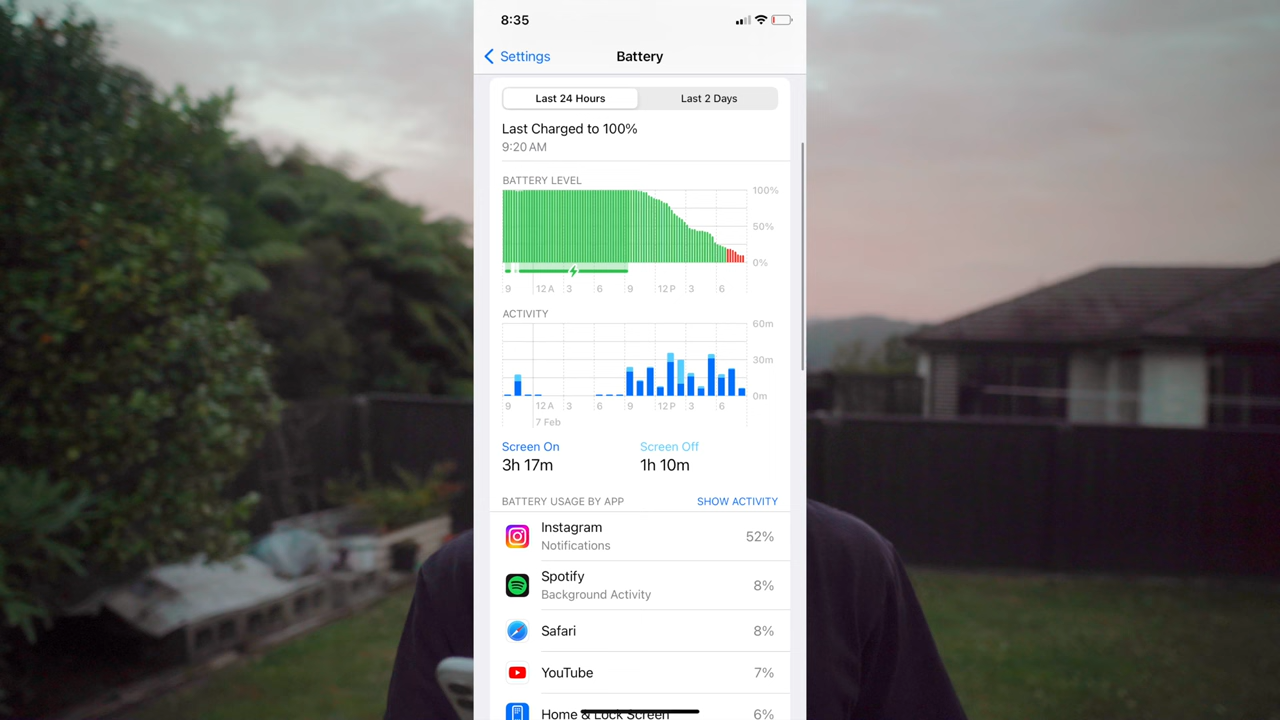 8:35
Settings
Battery
Last 24 Hours
Last 2 Days
Last Charged to 100%
9:20 AM
BATTERY LEVEL
100%
50%
0%
9 12 A 3 6 9 12 P 3 6
ACTIVITY
60m
30m
0m
9 12 A 3 6 9 12 P 3 6
7 Feb
Screen On
Screen Off
3h 17m
1h 10m
BATTERY USAGE BY APP
SHOW ACTIVITY
Instagram
Notifications
52%
Spotify
Background Activity
8%
Safari
8%
YouTube
7%
Home & Lock Screen
6%